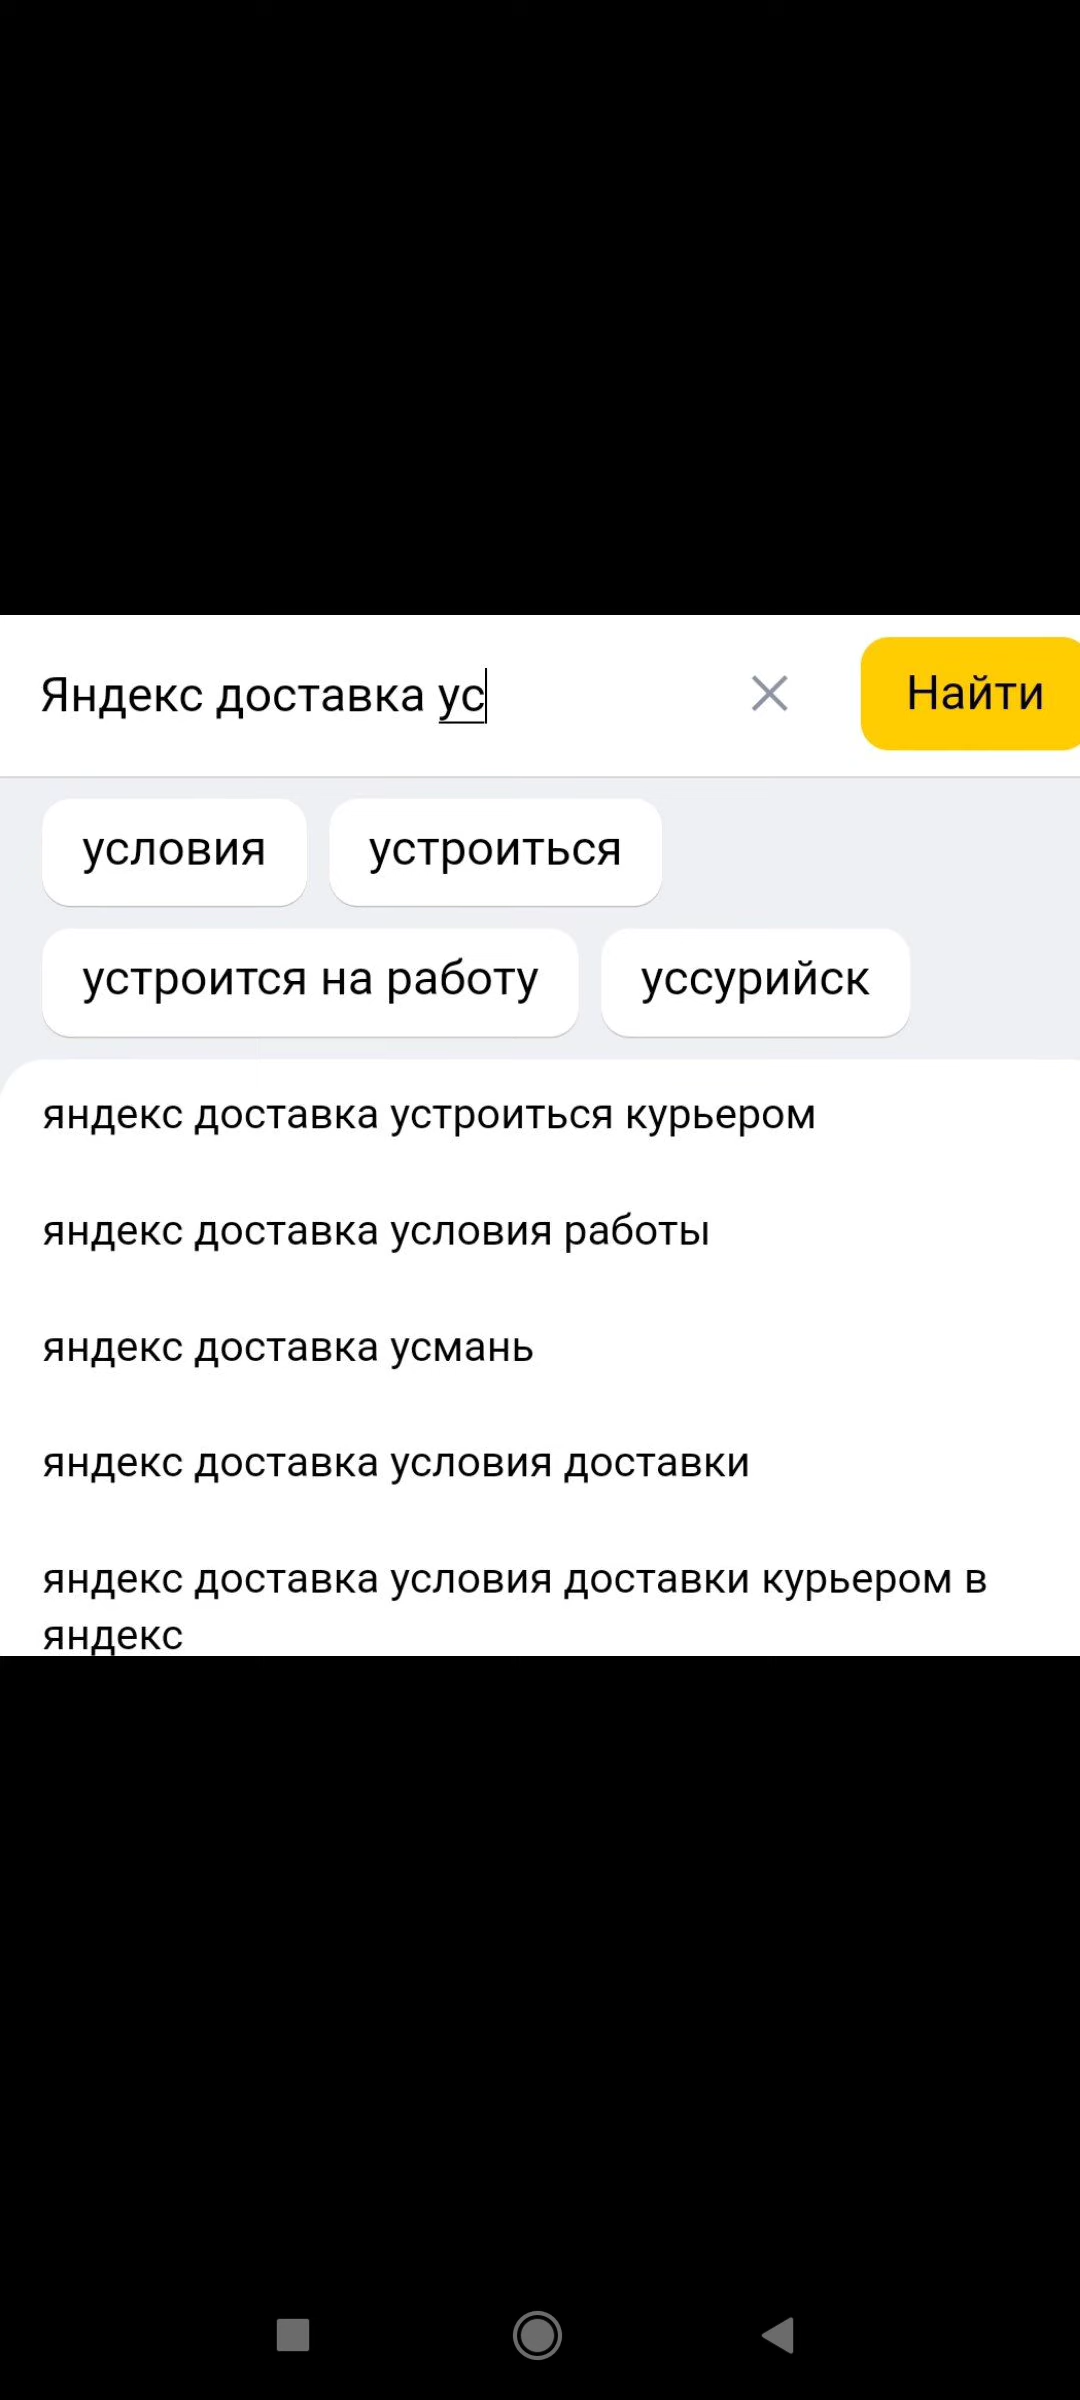 Яндекс доставка ус
Найти
условия устроиться
устроится на работу уссурийск
яндекс доставка устроиться курьером
яндекс доставка условия работы
яндекс доставка усмань
яндекс доставка условия доставки
яндекс доставка условия доставки курьером в
яндекс